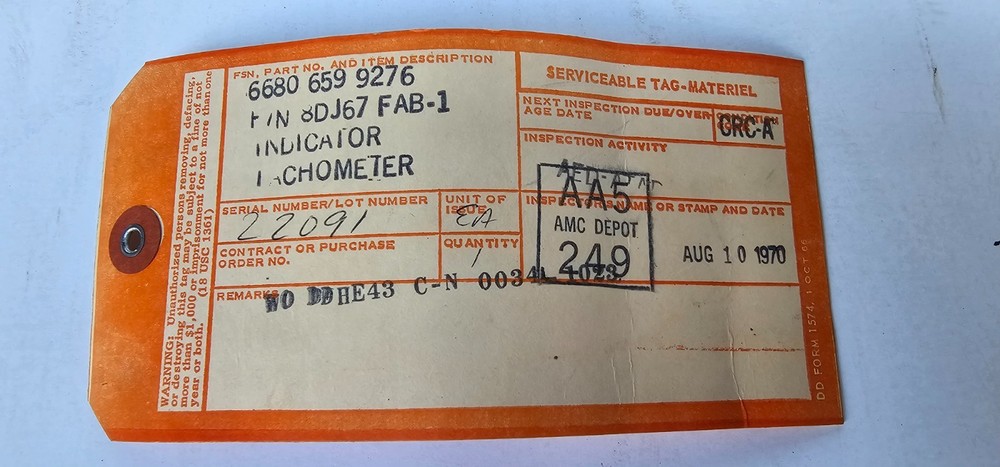 FSN, PART NO. AND ITEM DESCRIPTION
6680 659 9276
P/N 8DJ67 FAB-1
INDICATOR
TACHOMETER
SERIAL NUMBER/LOT NUMBER
22091
UNIT OF ISSUE
EA
CONTRACT OR PURCHASE
ORDER NO.
QUANTITY
1
SERVICEABLE TAG-MATERIEL
NEXT INSPECTION DUE/OVER
AGE DATE
GRC-A
INSPECTION ACTIVITY
INSPECTOR'S NAME OR STAMP AND DATE
AA5
AMC DEPOT
249
AUG 10 1970
REMARKS
WO DDHE43 C-N 0034
WARNING: Unauthorized persons removing, defacing,
or destroying this tag may be subject to a fine of not
more than $1,000 or imprisonment for not more than one
year or both. (18 USC 1361)
DD FORM 1574, 1 OCT 66